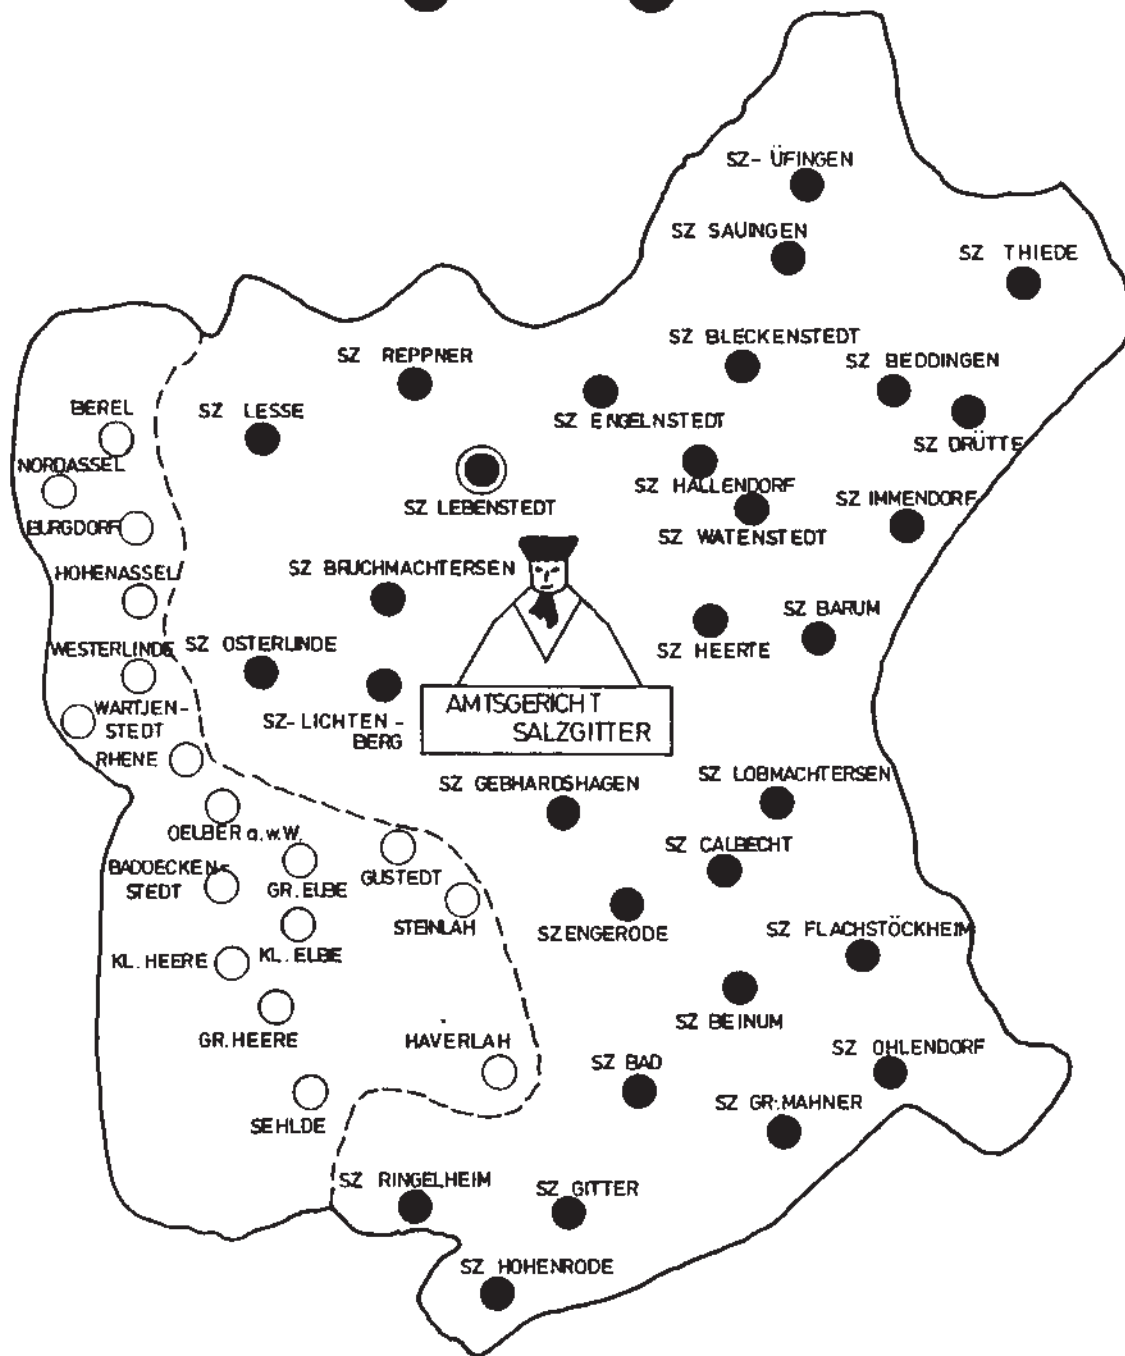 SZ-ÜFINGEN
SZ SAUINGEN
SZ THIEDE
SZ BLECKENSTEDT
SZ REPPNER
SZ BEDDINGEN
BEREL
SZ LESSE
SZ ENGELNSTEDT
SZ DRÜTTE
NORDASSEL
SZ HALLENDORF
SZ IMMENDORF
SZ LEBENSTEDT
BURGDORF
SZ WATENSTEDT
HOHENASSEL
SZ BRUCHMACHTERSEN
SZ BARUM
WESTERLINDE
SZ OSTERLINDE
SZ HEERTE
WARTJEN-
STEDT
SZ-LICHTEN-
BERG
AMTSGERICHT
SALZGITTER
RHENE
SZ GEBHARDSHAGEN
SZ LOBMACHTERSEN
OELBER a.w.W.
SZ CALBECHT
BADDECKEN-
STEDT
GR. ELBE
GUSTEDT
STEINLAH
SZ ENGERODE
SZ FLACHSTÖCKHEIM
KL. HEERE
KL. ELBE
SZ BEINUM
GR. HEERE
HAVERLAH
SZ BAD
SZ OHLENDORF
SZ GR. MAHNER
SEHLDE
SZ RINGELHEIM
SZ GITTER
SZ HOHENRODE